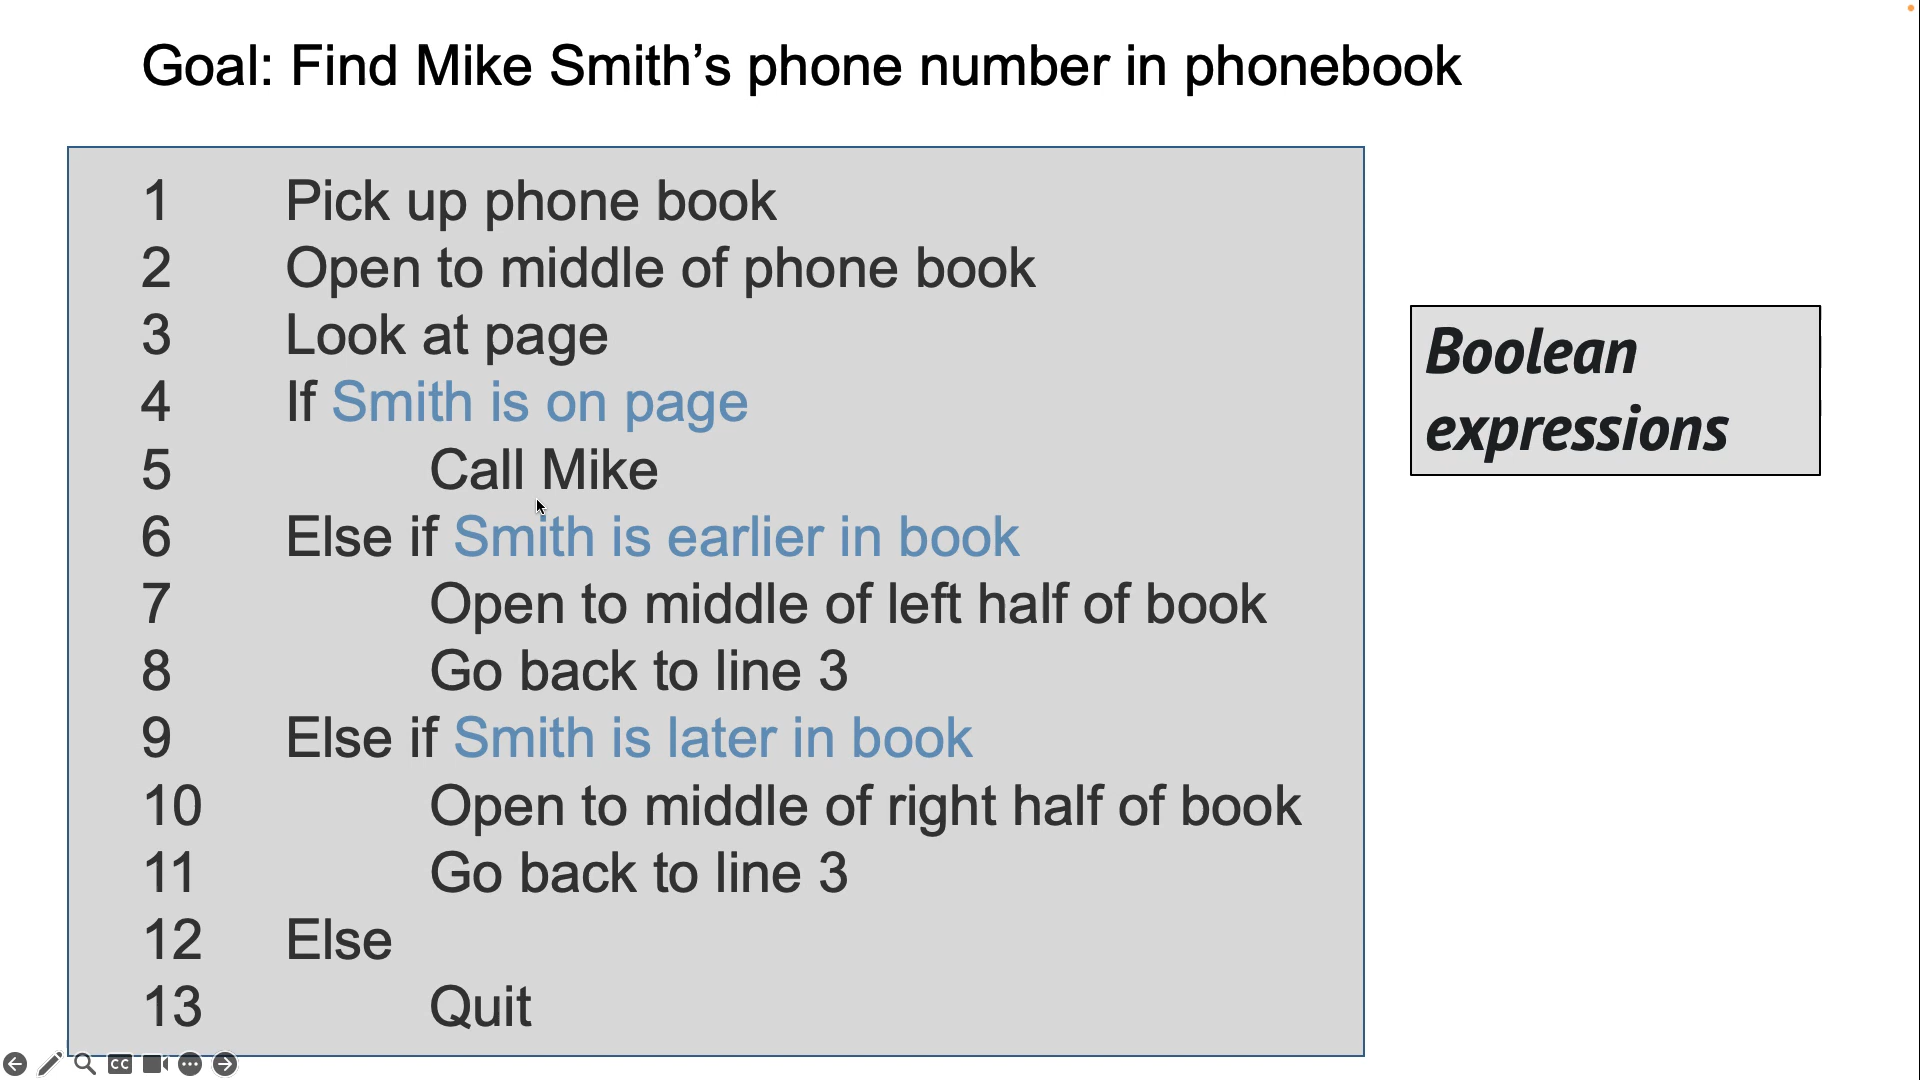 Goal: Find Mike Smith’s phone number in phonebook
1 Pick up phone book
2 Open to middle of phone book
3 Look at page
4 If Smith is on page
5 Call Mike
6 Else if Smith is earlier in book
7 Open to middle of left half of book
8 Go back to line 3
9 Else if Smith is later in book
10 Open to middle of right half of book
11 Go back to line 3
12 Else
13 Quit
Boolean
expressions
CC